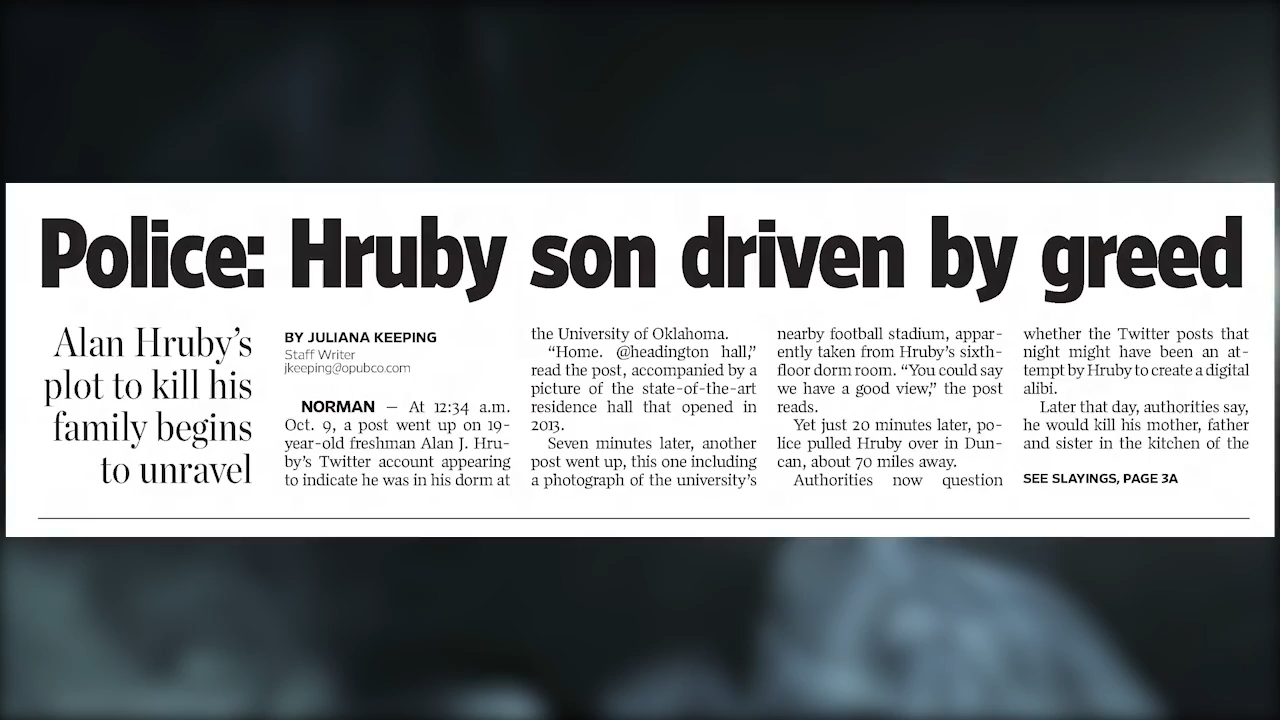 Police: Hruby son driven by greed
Alan Hruby's
plot to kill his
family begins
to unravel
BY JULIANA KEEPING
Staff Writer
jkeeping@opubco.com
NORMAN — At 12:34 a.m.
Oct. 9, a post went up on 19-
year-old freshman Alan J. Hru-
by's Twitter account appearing
to indicate he was in his dorm at
the University of Oklahoma.
“Home. @headington hall,”
read the post, accompanied by a
picture of the state-of-the-art
residence hall that opened in
2013.
Seven minutes later, another
post went up, this one including
a photograph of the university's
nearby football stadium, appar-
ently taken from Hruby's sixth-
floor dorm room. “You could say
we have a good view,” the post
reads.
Yet just 20 minutes later, po-
lice pulled Hruby over in Dun-
can, about 70 miles away.
Authorities now question
whether the Twitter posts that
night might have been an at-
tempt by Hruby to create a digital
alibi.
Later that day, authorities say,
he would kill his mother, father
and sister in the kitchen of the
SEE SLAYINGS, PAGE 3A